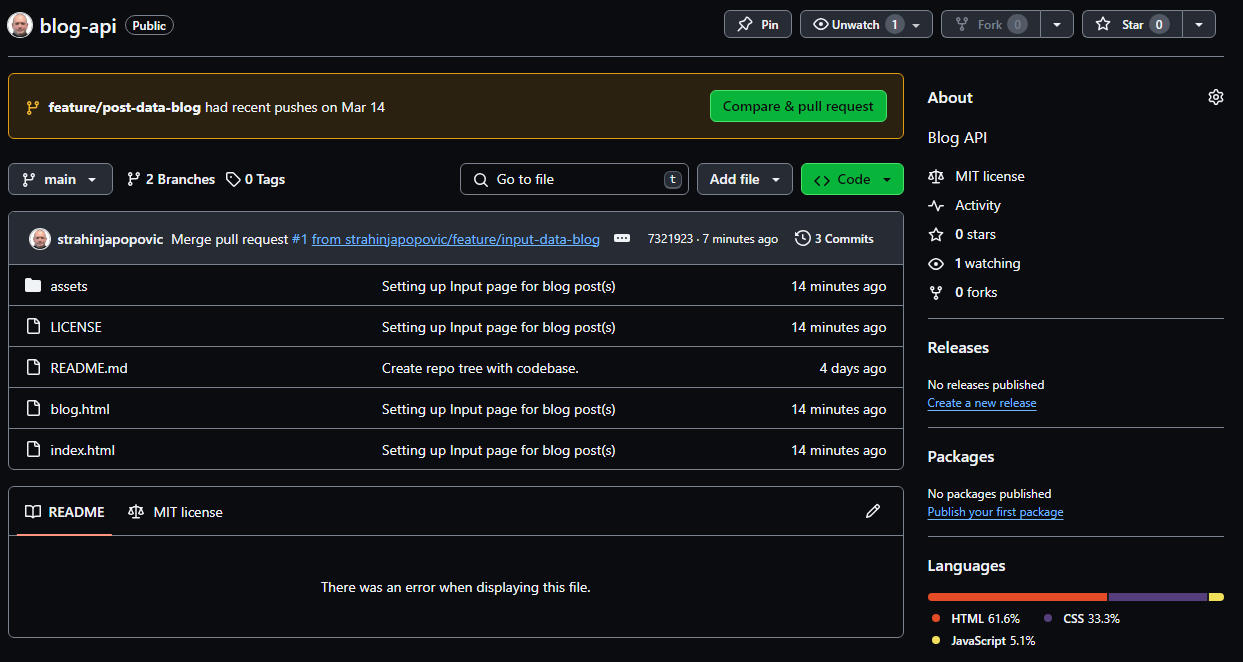 blog-api Public Pin Unwatch 1 Fork 0 Star 0
feature/post-data-blog had recent pushes on Mar 14 Compare & pull request
main 2 Branches 0 Tags Go to file t Add file Code
strahinjapopovic Merge pull request #1 from strahinjapopovic/feature/input-data-blog 7321923 · 7 minutes ago 3 Commits
assets Setting up Input page for blog post(s) 14 minutes ago
LICENSE Setting up Input page for blog post(s) 14 minutes ago
README.md Create repo tree with codebase. 4 days ago
blog.html Setting up Input page for blog post(s) 14 minutes ago
index.html Setting up Input page for blog post(s) 14 minutes ago
README MIT license
There was an error when displaying this file.
About
Blog API
MIT license
Activity
0 stars
1 watching
0 forks
Releases
No releases published
Create a new release
Packages
No packages published
Publish your first package
Languages
HTML 61.6% CSS 33.3%
JavaScript 5.1%